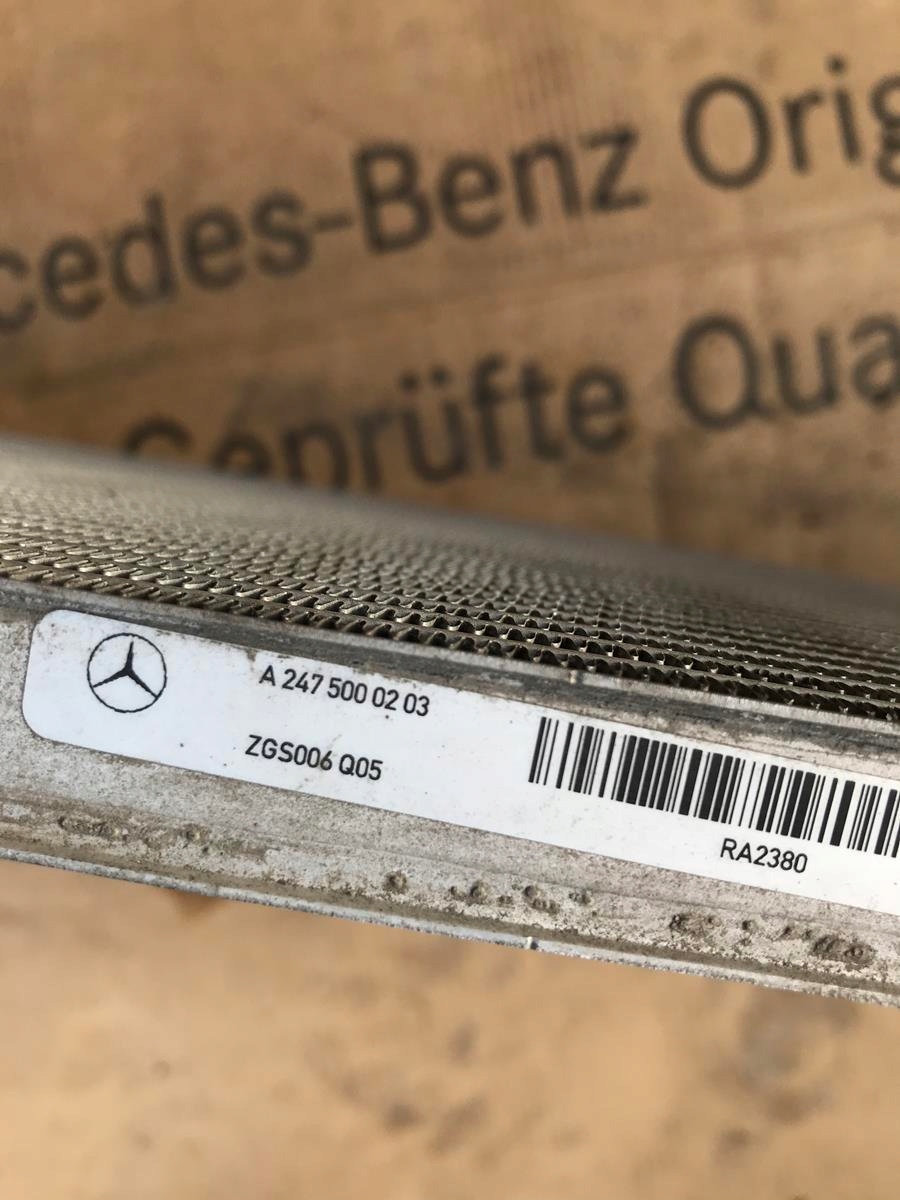 cedes-Benz Orig
Geprüfte Qua
A 247 500 02 03
ZGS006 Q05
RA2380